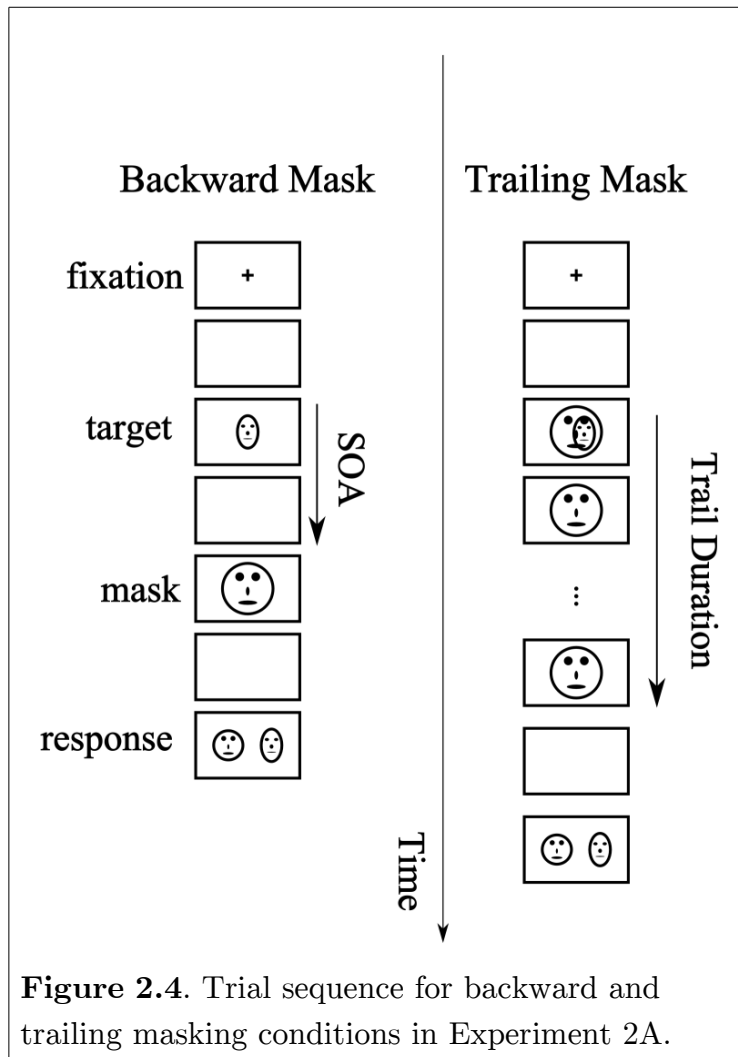 Backward Mask
Trailing Mask
fixation
target
SOA
mask
response
Trail Duration
Time
Figure 2.4. Trial sequence for backward and
trailing masking conditions in Experiment 2A.